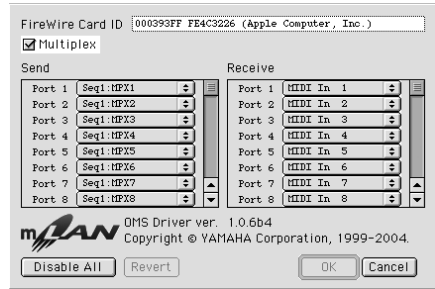 FireWire Card ID 000393FF FE4C3226 (Apple Computer, Inc.)
Multiplex
Send Receive
Port 1 Seq1:MPX1 Port 1 MIDI In 1
Port 2 Seq1:MPX2 Port 2 MIDI In 2
Port 3 Seq1:MPX3 Port 3 MIDI In 3
Port 4 Seq1:MPX4 Port 4 MIDI In 4
Port 5 Seq1:MPX5 Port 5 MIDI In 5
Port 6 Seq1:MPX6 Port 6 MIDI In 6
Port 7 Seq1:MPX7 Port 7 MIDI In 7
Port 8 Seq1:MPX8 Port 8 MIDI In 8
mLAN OMS Driver ver. 1.0.6b4
Copyright © YAMAHA Corporation, 1999-2004.
Disable All Revert OK Cancel